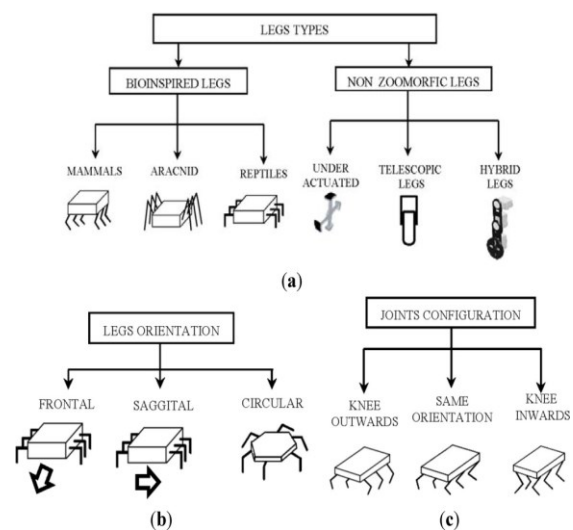 LEGS TYPES
BIOINSPIRED LEGS
NON ZOOMORFIC LEGS
MAMMALS
ARACNID
REPTILES
UNDER
ACTUATED
TELESCOPIC
LEGS
HYBRID
LEGS
(a)
LEGS ORIENTATION
FRONTAL
SAGGITAL
CIRCULAR
(b)
JOINTS CONFIGURATION
KNEE
OUTWARDS
SAME
ORIENTATION
KNEE
INWARDS
(c)